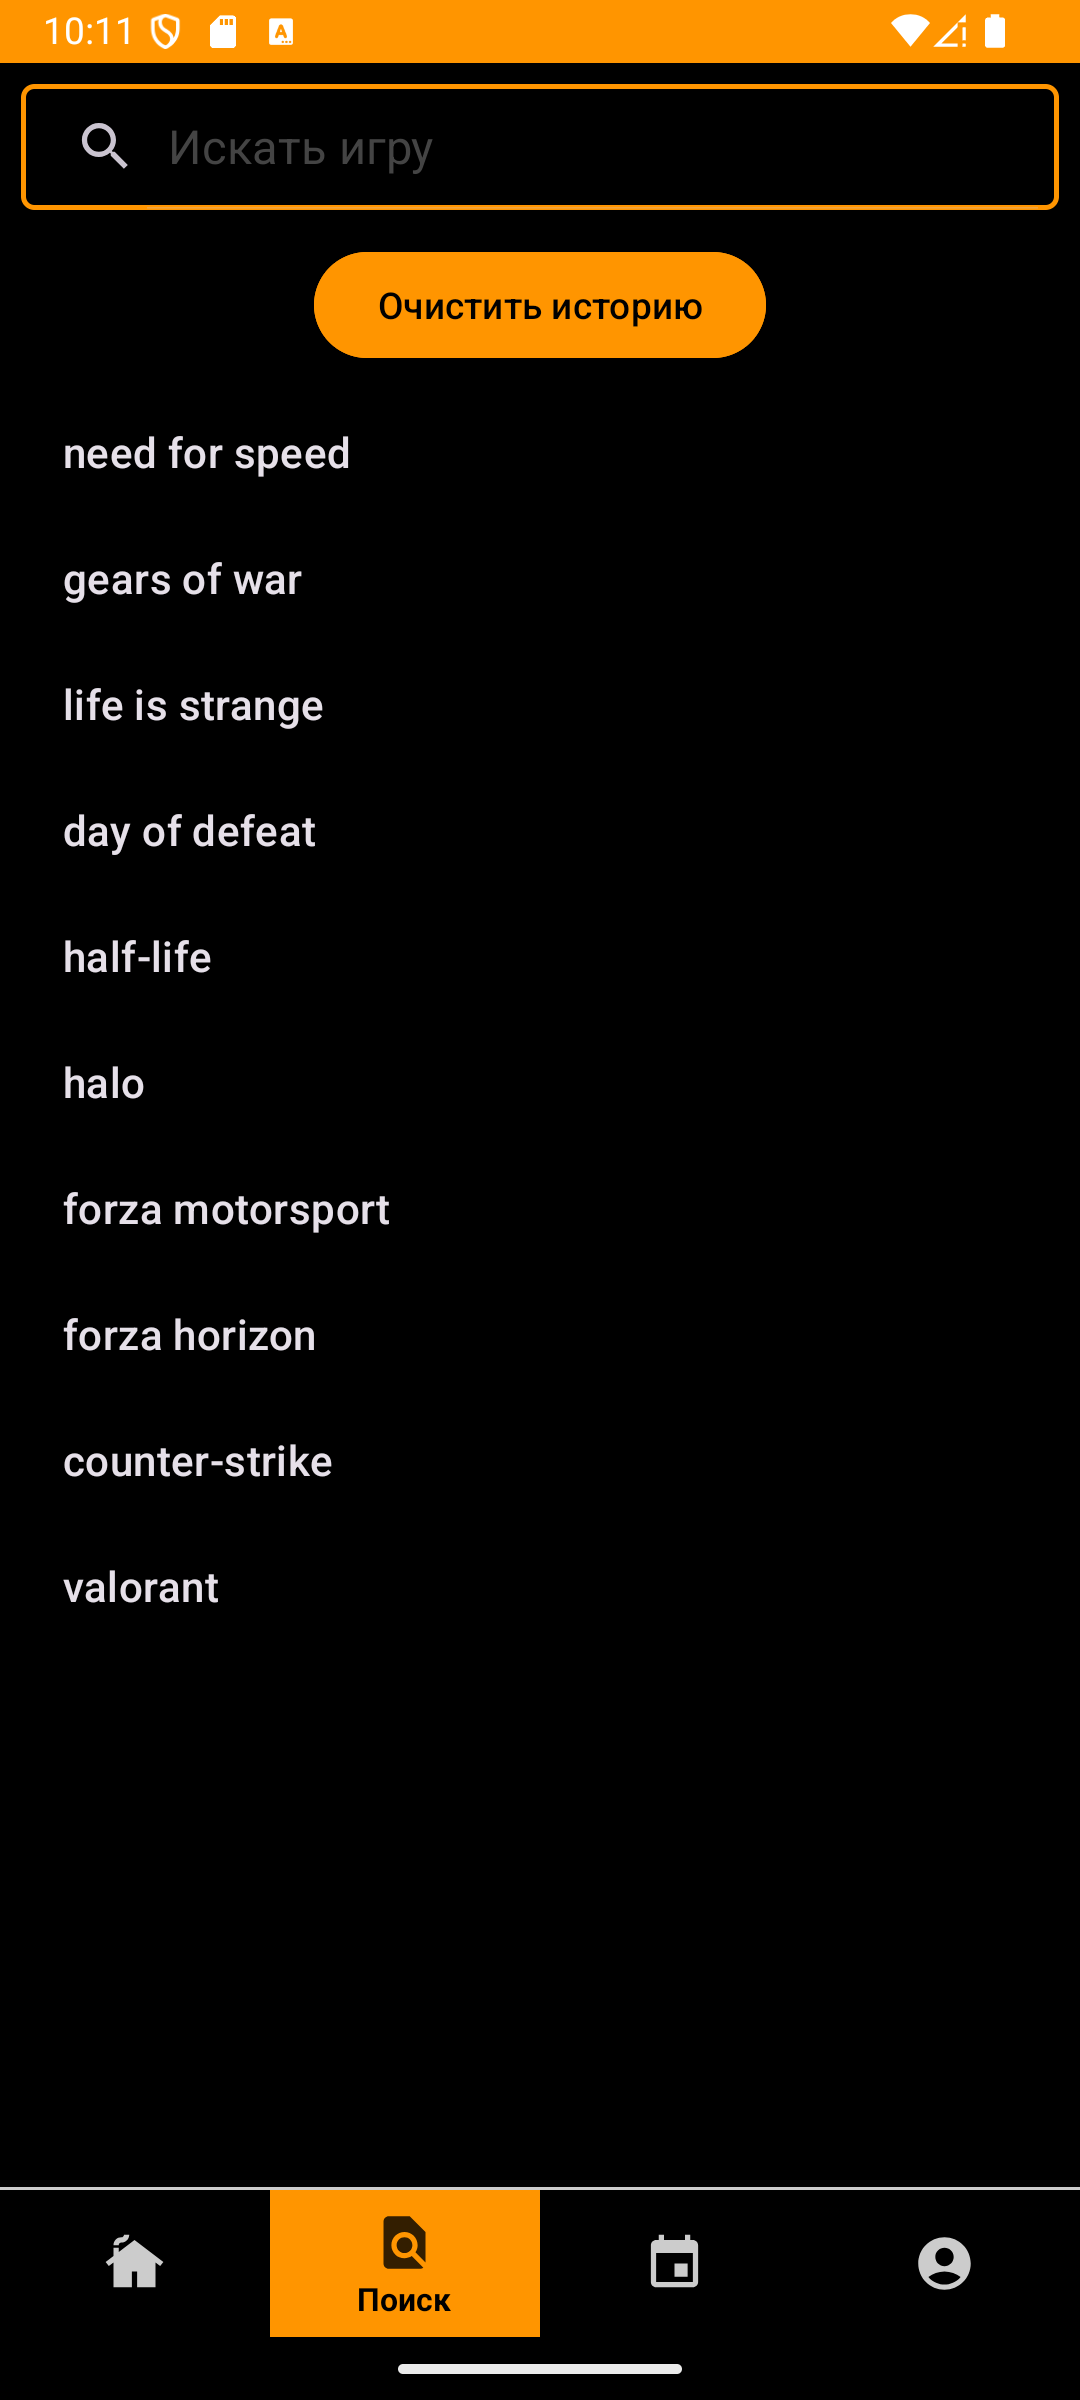 10:11
Искать игру
Очистить историю
need for speed
gears of war
life is strange
day of defeat
half-life
halo
forza motorsport
forza horizon
counter-strike
valorant
Поиск